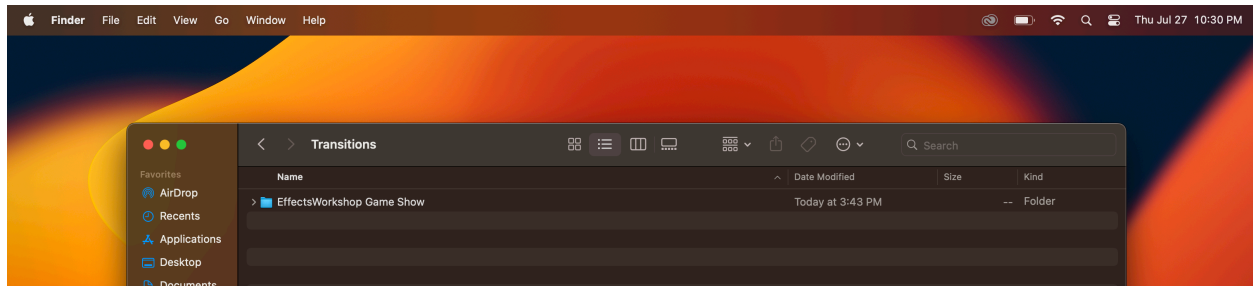 Finder File Edit View Go Window Help Thu Jul 27 10:30 PM
Transitions Search
Favorites
Name Date Modified Size Kind
AirDrop
EffectsWorkshop Game Show Today at 3:43 PM -- Folder
Recents
Applications
Desktop
Documents